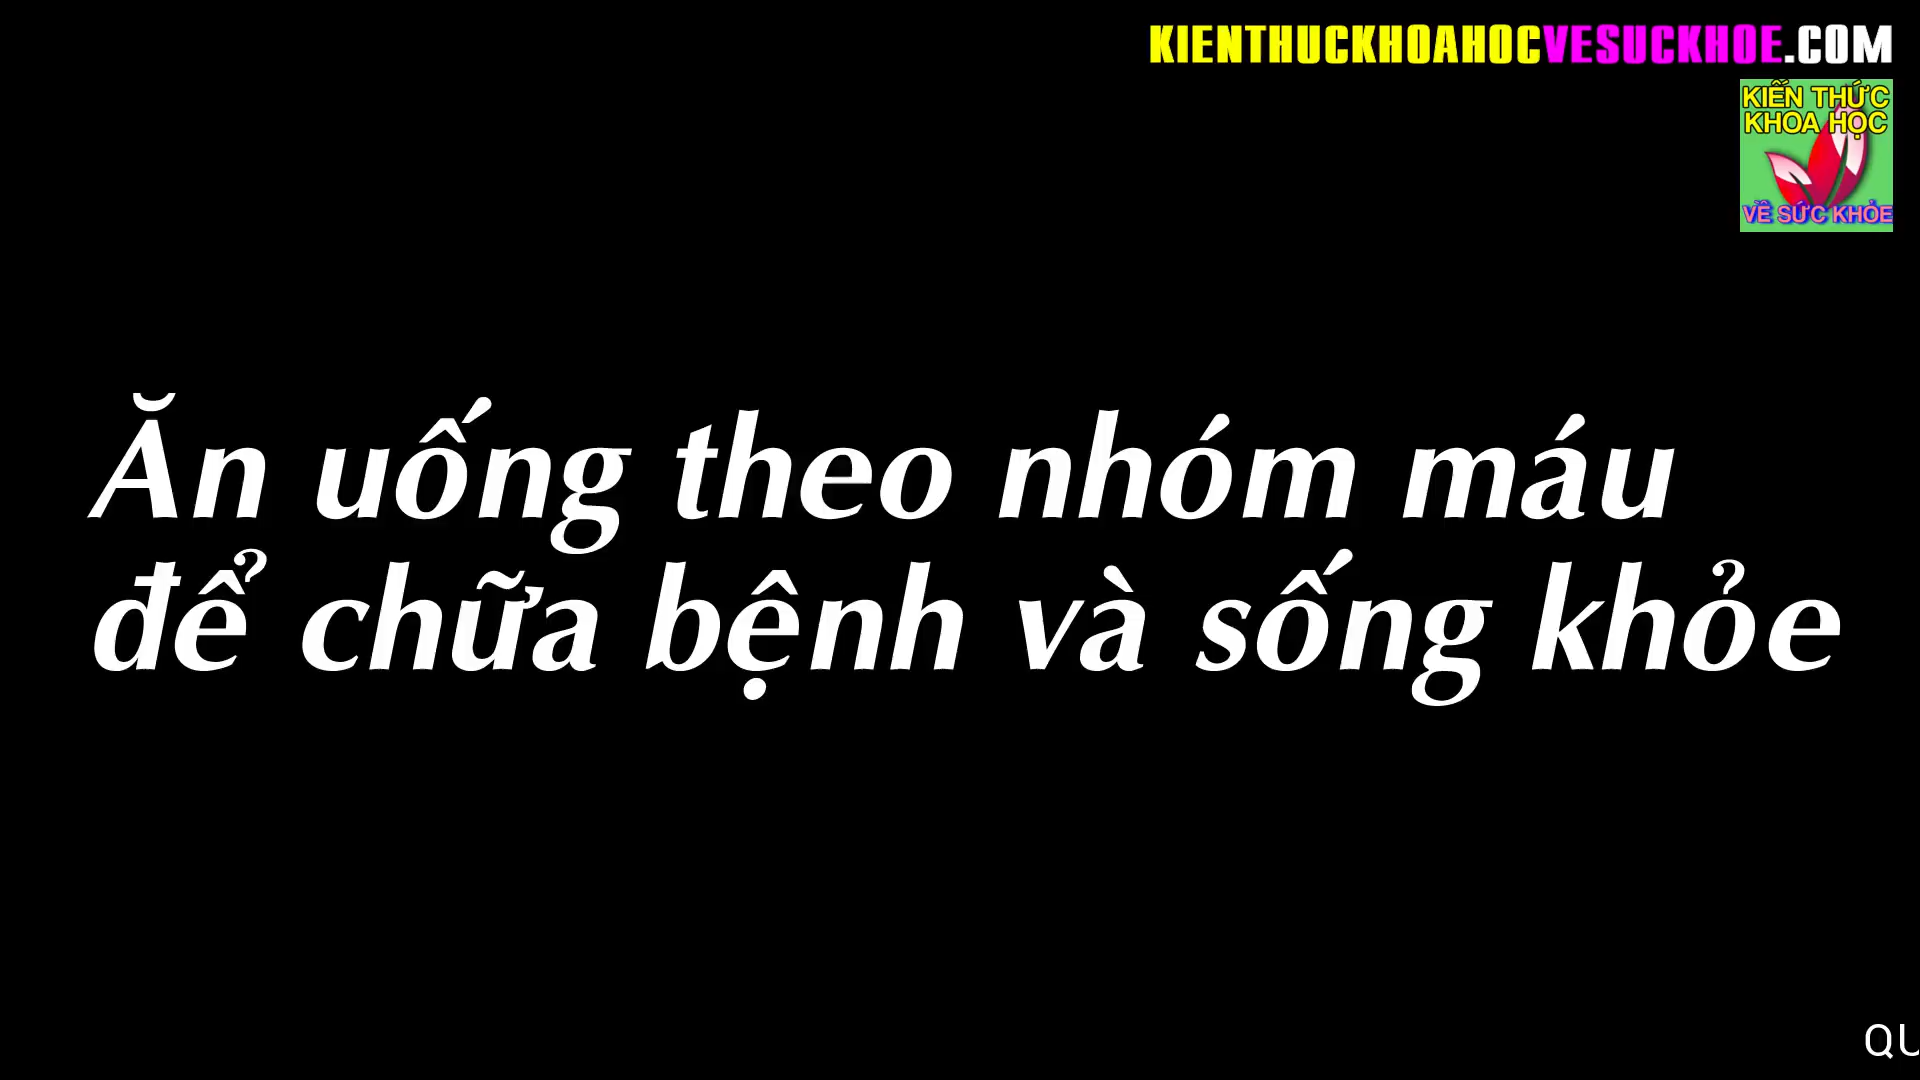 KIENTHUCKHOAHOCVESUCKHOE.COM
KIẾN THỨC
KHOA HỌC
VỀ SỨC KHỎE
Ăn uống theo nhóm máu
để chữa bệnh và sống khỏe
QU